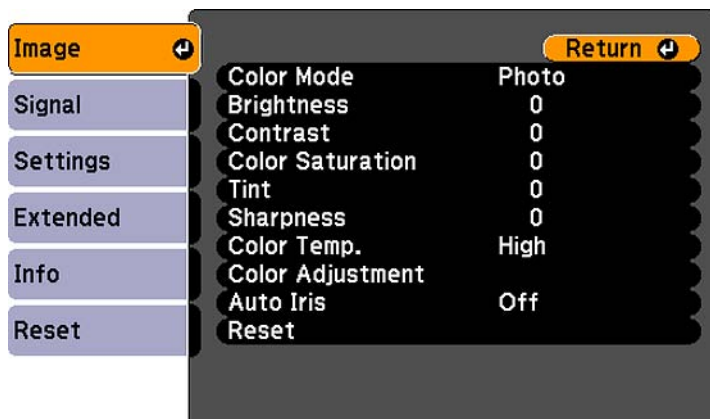 Image
Signal
Settings
Extended
Info
Reset
Return
Color Mode Photo
Brightness 0
Contrast 0
Color Saturation 0
Tint 0
Sharpness 0
Color Temp. High
Color Adjustment
Auto Iris Off
Reset